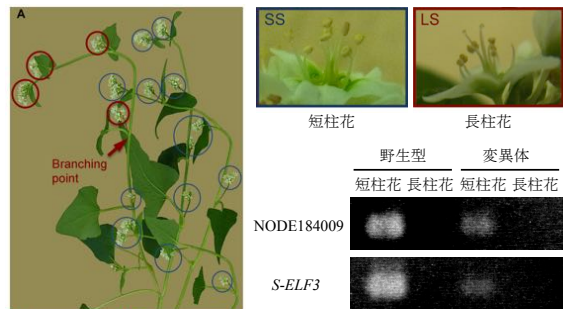 A
Branching
point
SS
LS
短柱花
長柱花
野生型
変異体
短柱花 長柱花 短柱花 長柱花
NODE184009
S-ELF3